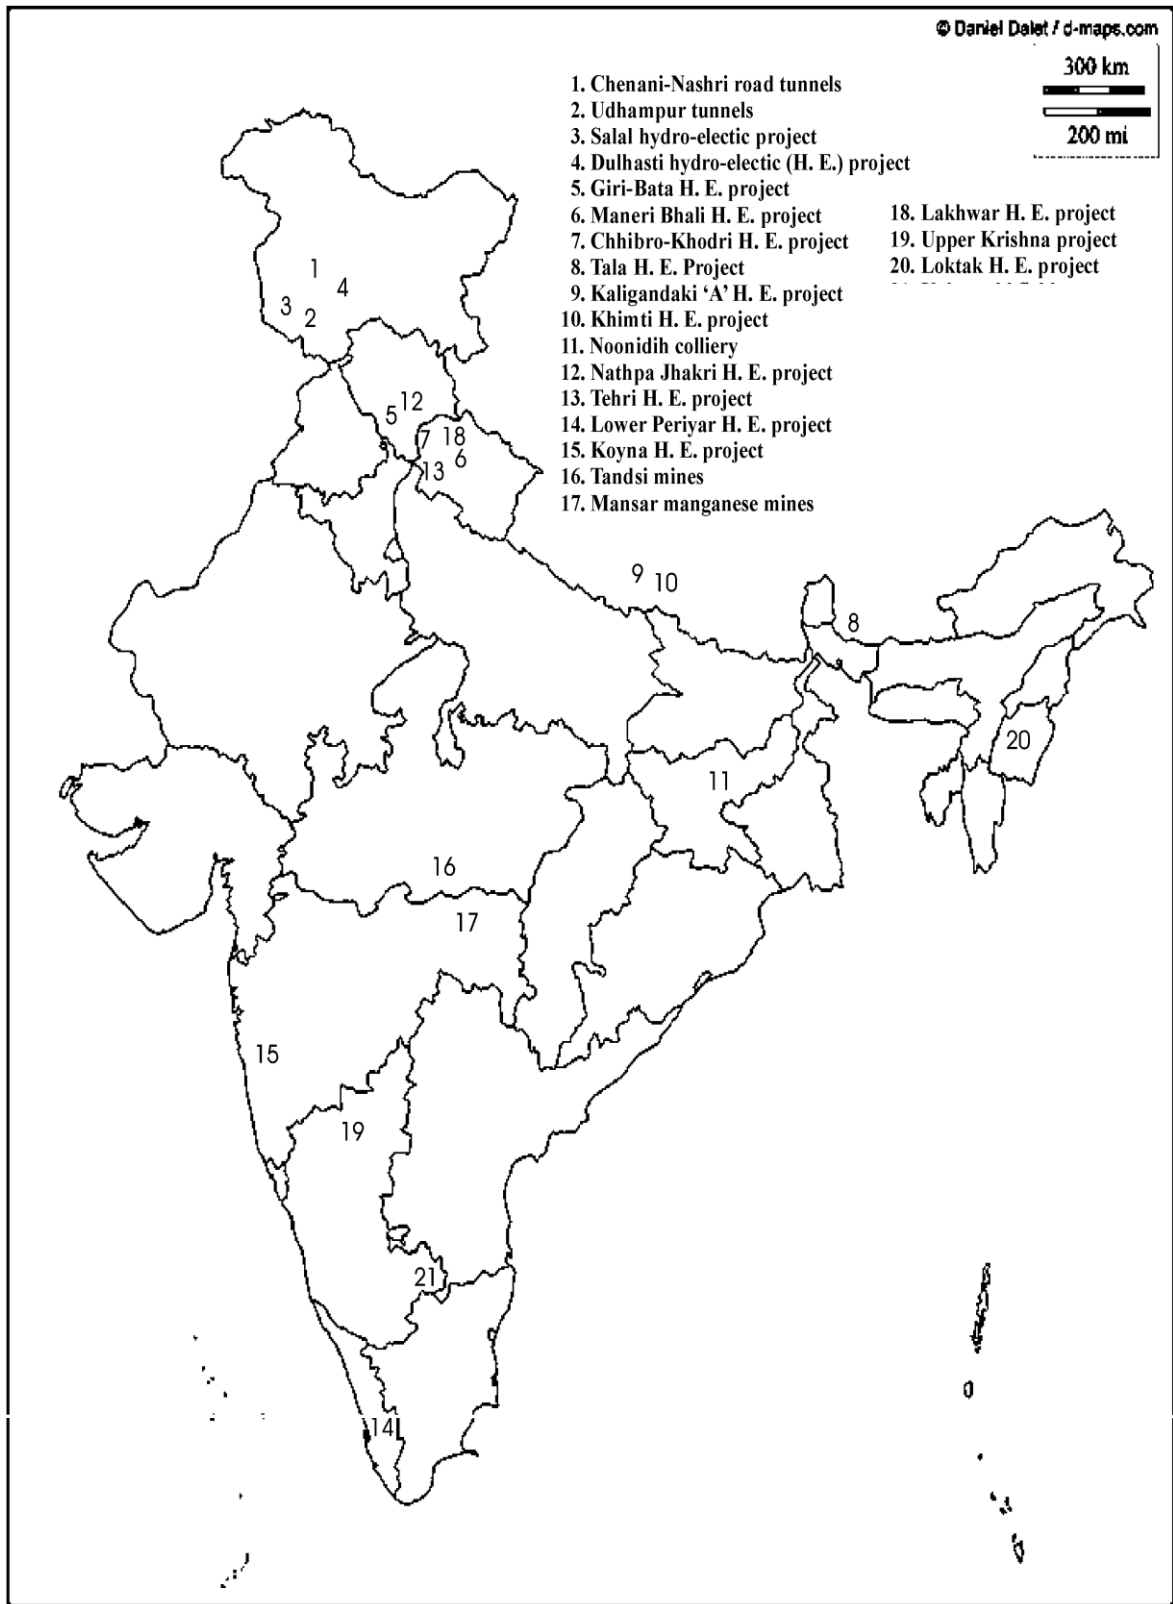 © Daniel Dalet / d-maps.com
300 km
200 mi
1. Chenani-Nashri road tunnels
2. Udhampur tunnels
3. Salal hydro-electic project
4. Dulhasti hydro-electic (H. E.) project
5. Giri-Bata H. E. project
6. Maneri Bhali H. E. project
7. Chhibro-Khodri H. E. project
8. Tala H. E. Project
9. Kaligandaki ‘A’ H. E. project
10. Khimti H. E. project
11. Noonidih colliery
12. Nathpa Jhakri H. E. project
13. Tehri H. E. project
14. Lower Periyar H. E. project
15. Koyna H. E. project
16. Tandsi mines
17. Mansar manganese mines
18. Lakhwar H. E. project
19. Upper Krishna project
20. Loktak H. E. project
1
4
3
2
12
5
7 18
6
13
9 10
8
20
11
16
17
15
19
21
14